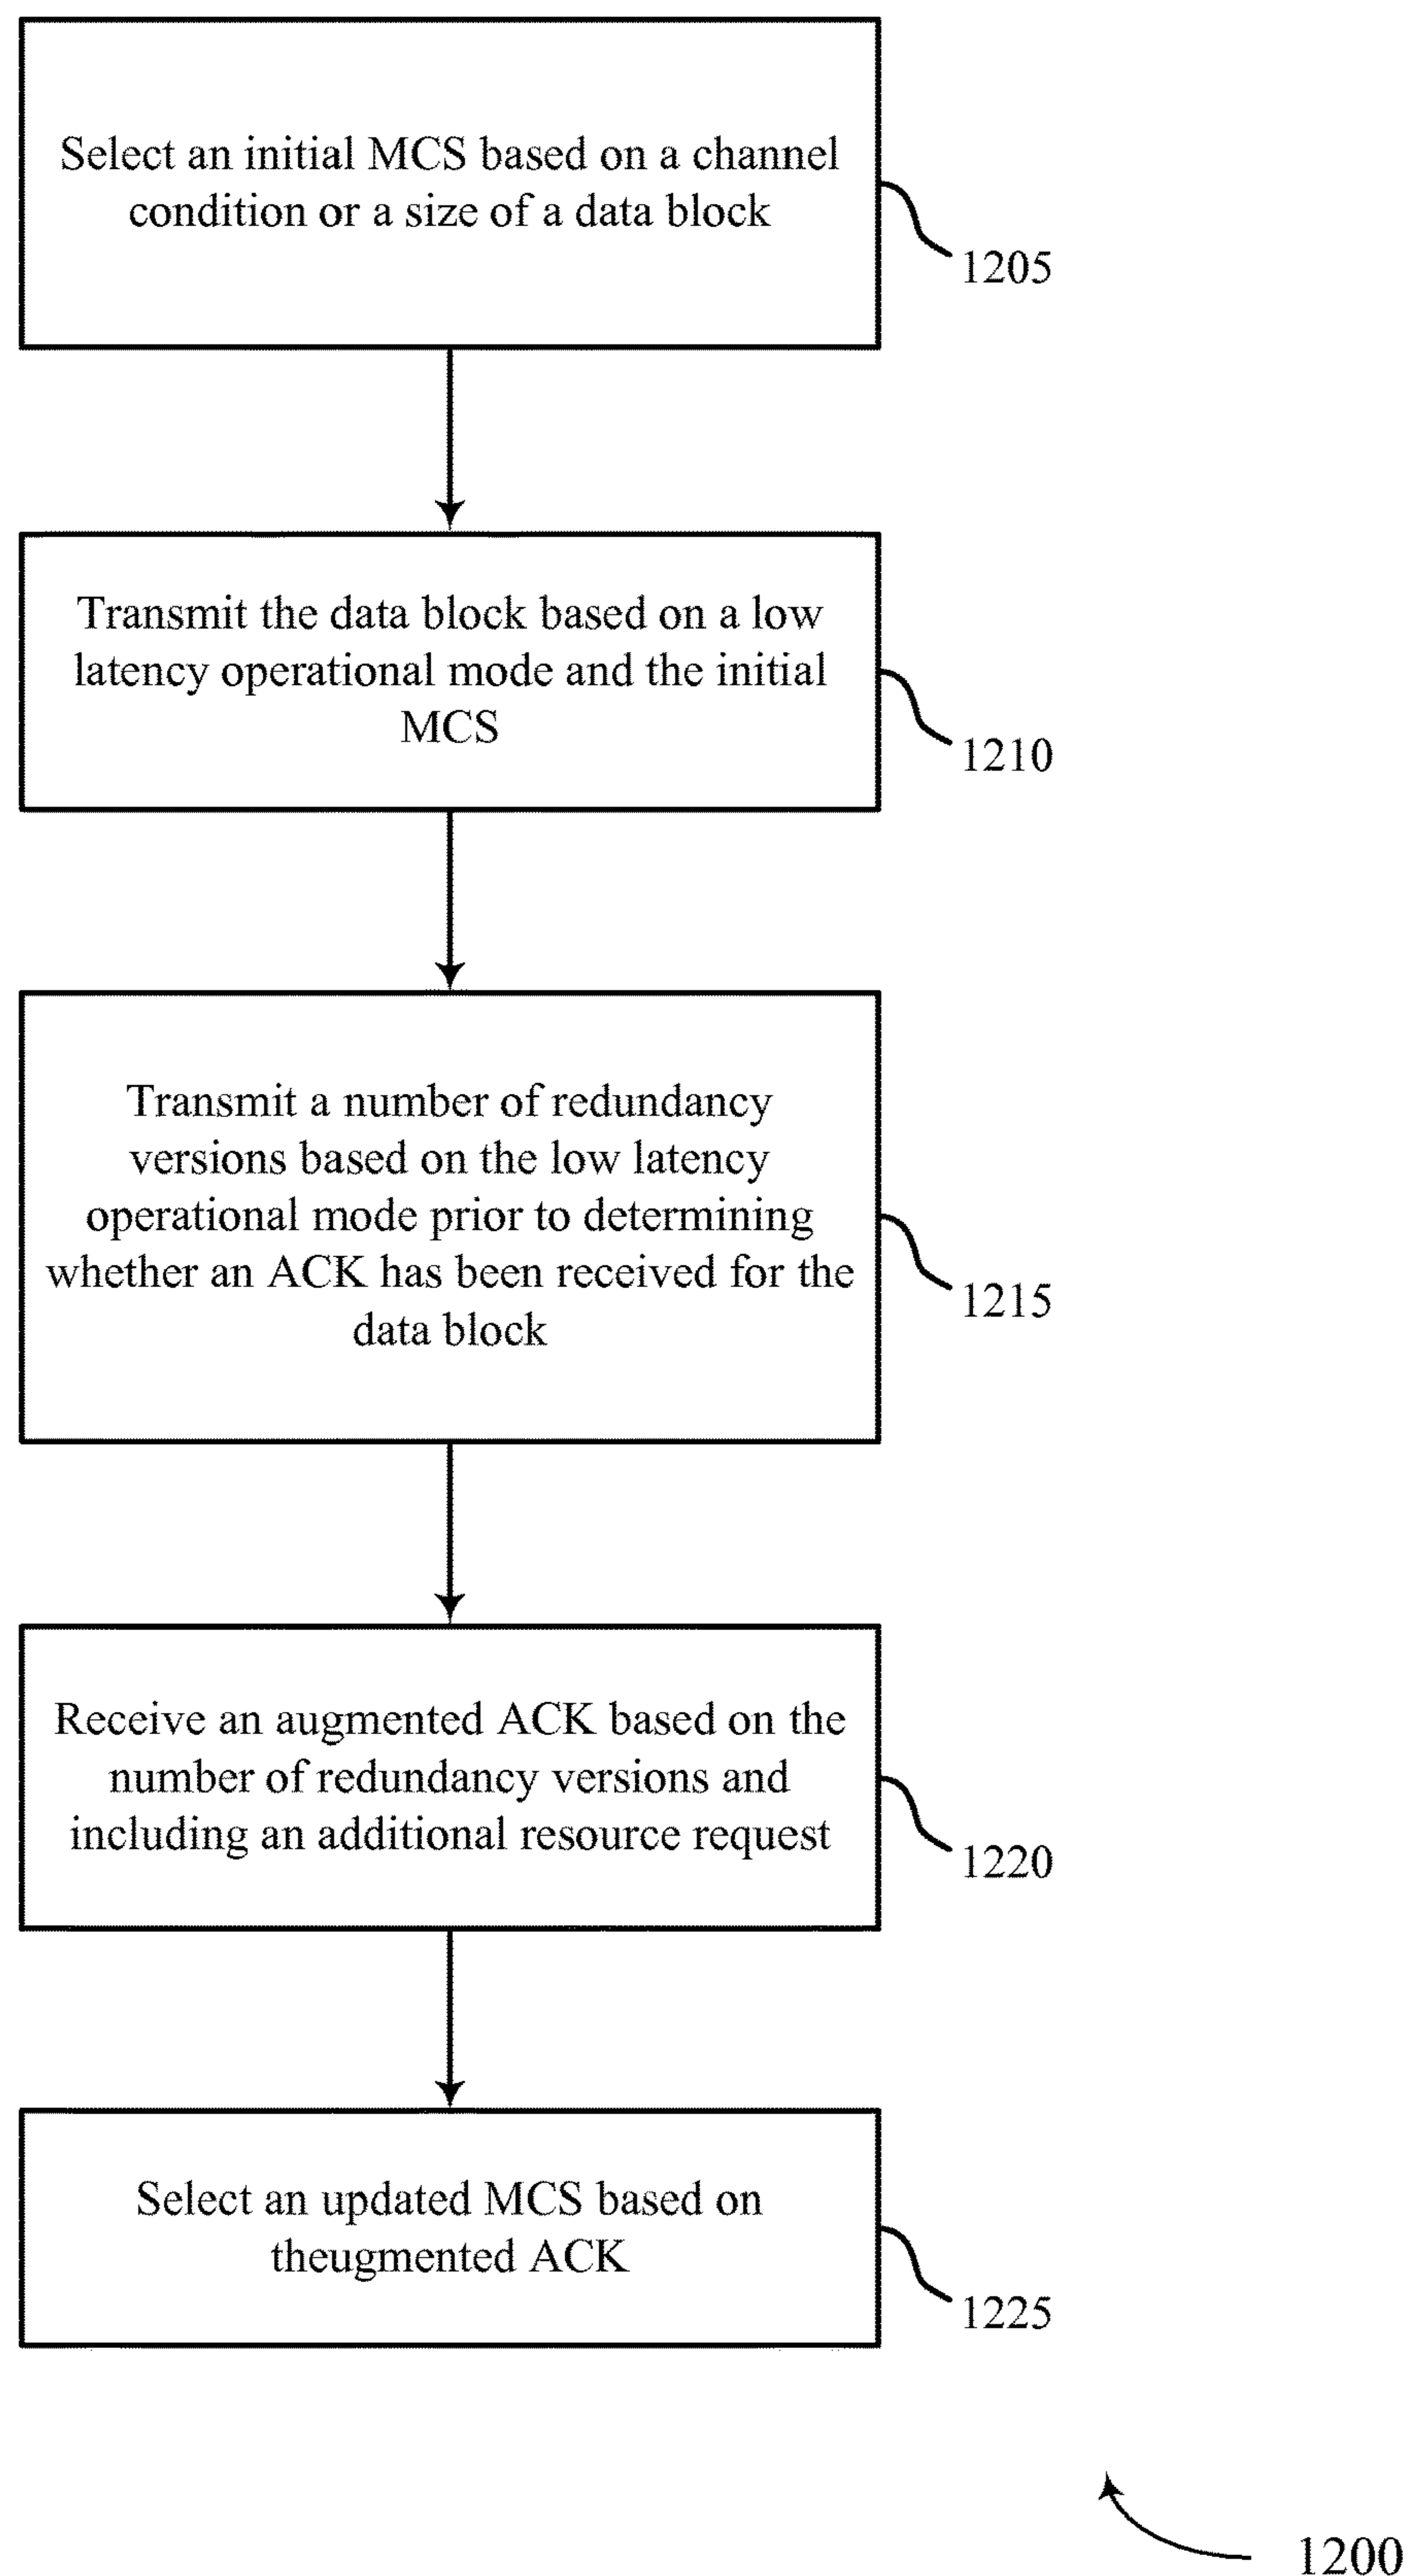 Select an initial MCS based on a channel
condition or a size of a data block
1205
Transmit the data block based on a low
latency operational mode and the initial
MCS
1210
Transmit a number of redundancy
versions based on the low latency
operational mode prior to determining
whether an ACK has been received for the
data block
1215
Receive an augmented ACK based on the
number of redundancy versions and
including an additional resource request
1220
Select an updated MCS based on
theugmented ACK
1225
1200